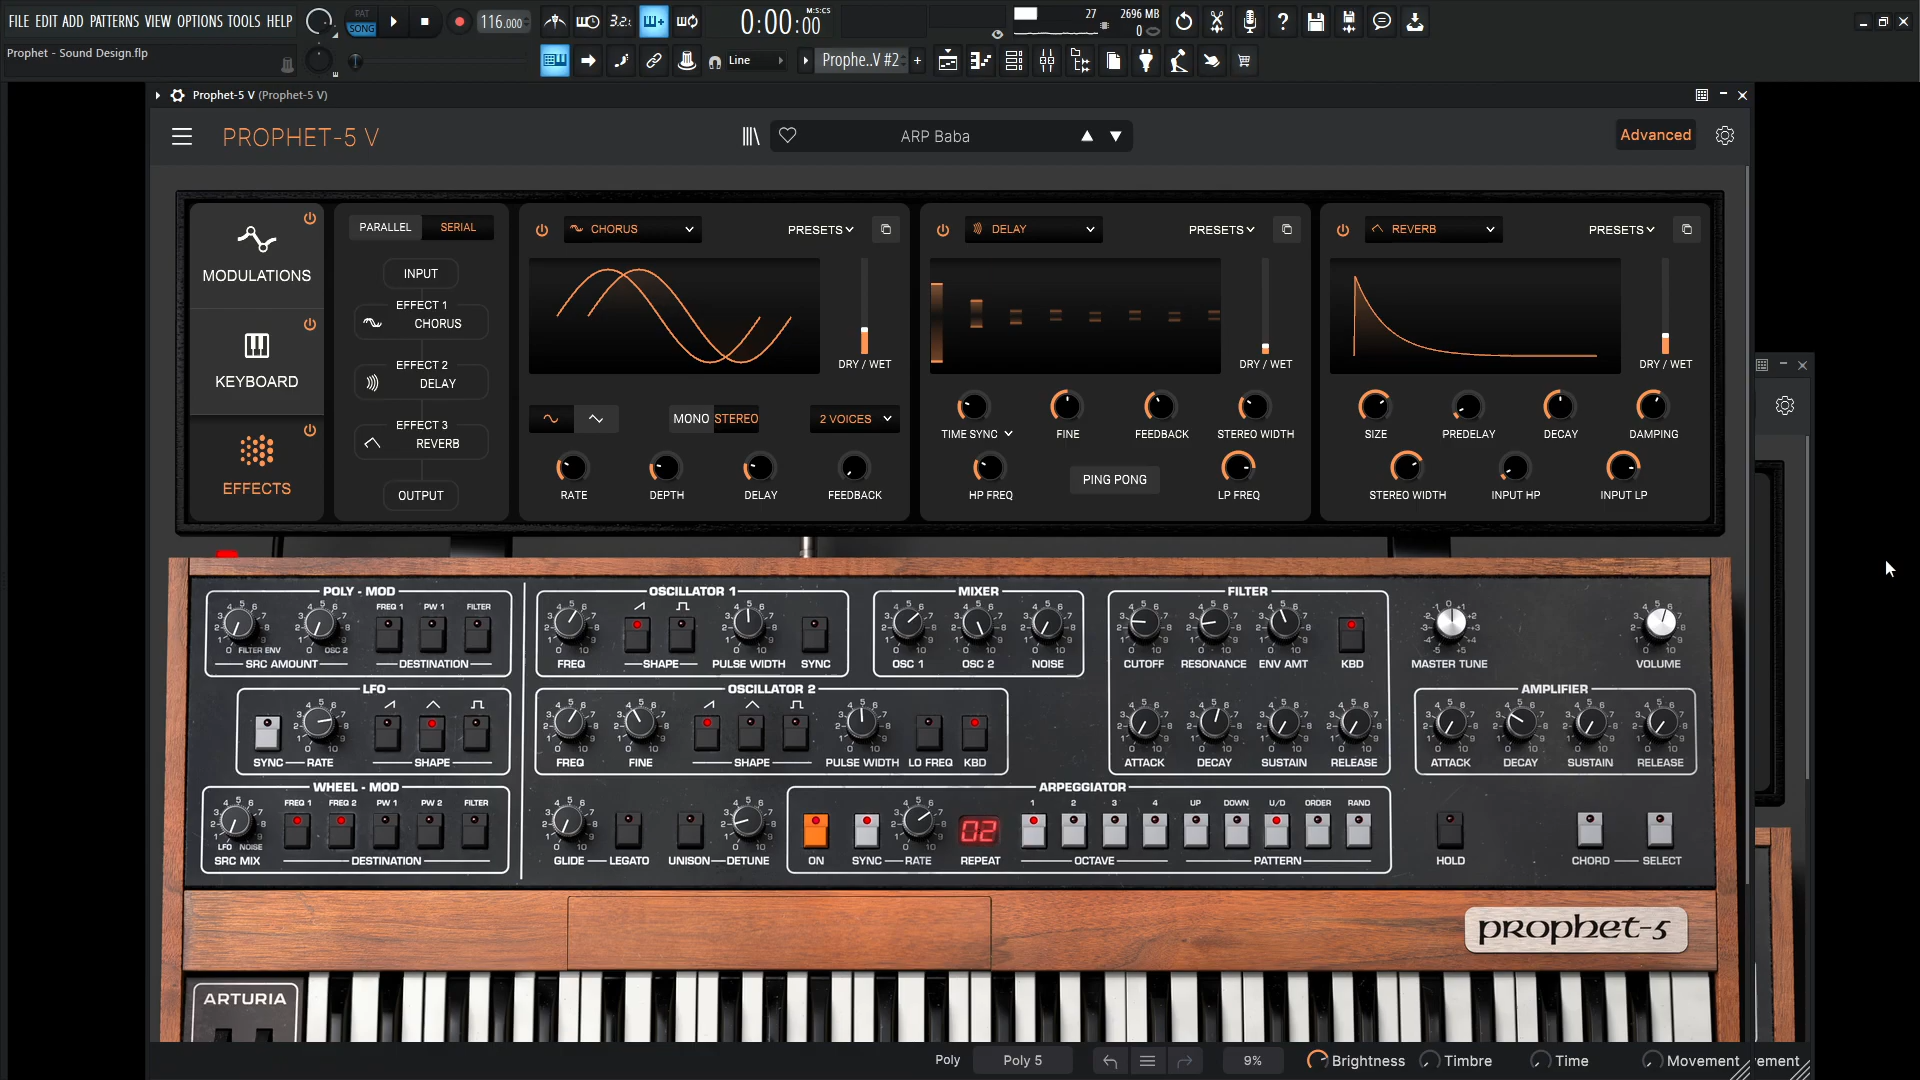 FILE EDIT ADD PATTERNS VIEW OPTIONS TOOLS HELP
PAT
SONG
116.000
3.2:
0:00:00
M:S:CS
27
2696 MB
0
Prophet - Sound Design.flp
Line
Prophe..V #2
Prophet-5 V (Prophet-5 V)
PROPHET-5 V
ARP Baba
Advanced
MODULATIONS
KEYBOARD
EFFECTS
PARALLEL SERIAL
INPUT
EFFECT 1
CHORUS
EFFECT 2
DELAY
EFFECT 3
REVERB
OUTPUT
CHORUS
PRESETS
DRY / WET
MONO STEREO
2 VOICES
RATE DEPTH DELAY FEEDBACK
DELAY
PRESETS
DRY / WET
TIME SYNC FINE FEEDBACK STEREO WIDTH
HP FREQ PING PONG LP FREQ
REVERB
PRESETS
DRY / WET
SIZE PREDELAY DECAY DAMPING
STEREO WIDTH INPUT HP INPUT LP
POLY - MOD
FREQ 1 PW 1 FILTER
0 FILTER ENV 0 OSC 2
SRC AMOUNT DESTINATION
OSCILLATOR 1
FREQ SHAPE PULSE WIDTH SYNC
MIXER
OSC 1 OSC 2 NOISE
FILTER
CUTOFF RESONANCE ENV AMT KBD
ATTACK DECAY SUSTAIN RELEASE
MASTER TUNE VOLUME
LFO
SYNC RATE SHAPE
OSCILLATOR 2
FREQ FINE SHAPE PULSE WIDTH LO FREQ KBD
AMPLIFIER
ATTACK DECAY SUSTAIN RELEASE
WHEEL - MOD
FREQ 1 FREQ 2 PW 1 PW 2 FILTER
LFO NOISE
SRC MIX DESTINATION
GLIDE LEGATO UNISON DETUNE
ARPEGGIATOR
1 2 3 4 UP DOWN U/D ORDER RAND
02
ON SYNC RATE REPEAT OCTAVE PATTERN
HOLD CHORD SELECT
prophet-5
ARTURIA
Poly Poly 5 9% Brightness Timbre Time Movement ement